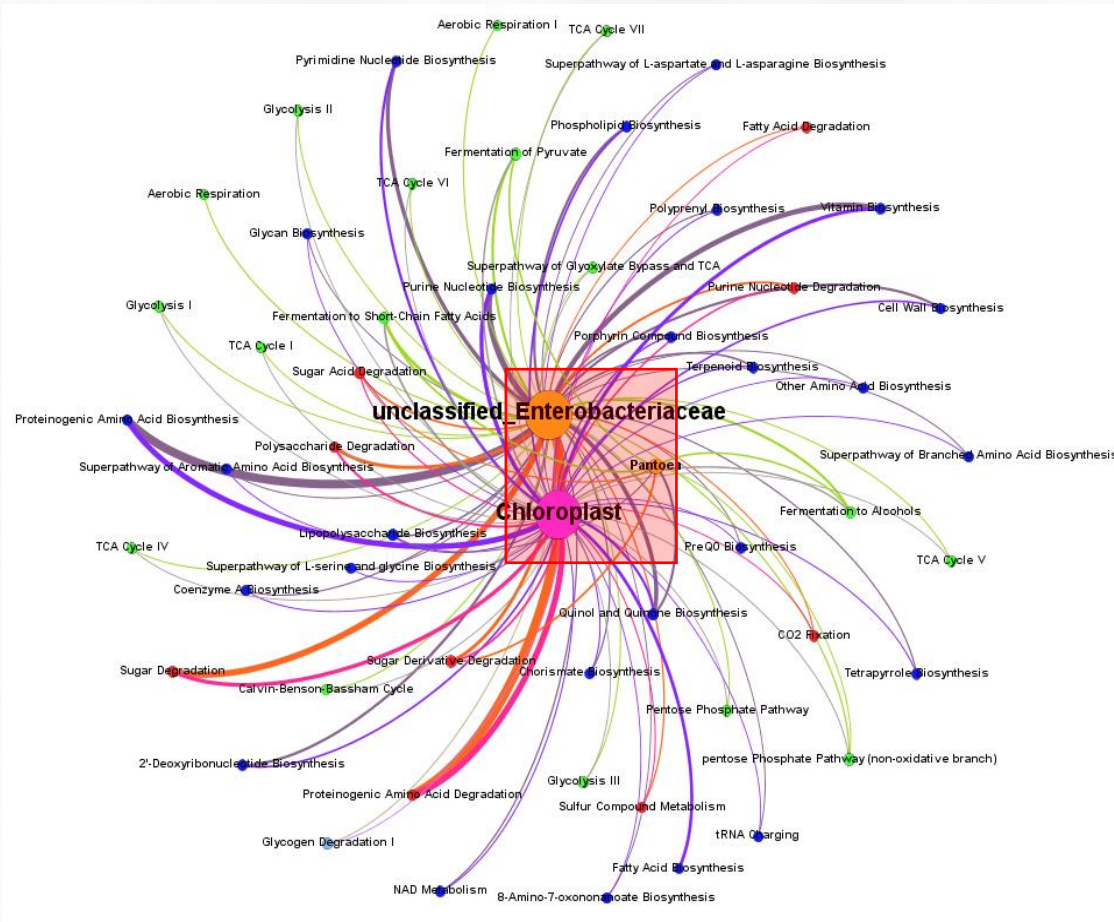 Aerobic Respiration I
TCA Cycle VII
Pyrimidine Nucleotide Biosynthesis
Superpathway of L-aspartate and L-asparagine Biosynthesis
Glycolysis II
Phospholipid Biosynthesis
Fatty Acid Degradation
Fermentation of Pyruvate
TCA Cycle VI
Aerobic Respiration
Polyprenyl Biosynthesis
Vitamin Biosynthesis
Glycan Biosynthesis
Superpathway of Glyoxylate Bypass and TCA
Purine Nucleotide Biosynthesis
Purine Nucleotide Degradation
Glycolysis I
Cell Wall Biosynthesis
Fermentation to Short-Chain Fatty Acids
Porphyrin Compound Biosynthesis
TCA Cycle I
Terpenoid Biosynthesis
Sugar Acid Degradation
Other Amino Acid Biosynthesis
unclassified_Enterobacteriaceae
Proteinogenic Amino Acid Biosynthesis
Polysaccharide Degradation
Superpathway of Branched Amino Acid Biosynthesis
Superpathway of Aromatic Amino Acid Biosynthesis
Pantoea
Chloroplast
Fermentation to Alcohols
Lipopolysaccharide Biosynthesis
TCA Cycle IV
PreQ0 Biosynthesis
TCA Cycle V
Superpathway of L-serine and glycine Biosynthesis
Coenzyme A Biosynthesis
Quinol and Quinone Biosynthesis
CO2 Fixation
Sugar Degradation
Sugar Derivative Degradation
Chorismate Biosynthesis
Tetrapyrrole Biosynthesis
Calvin-Benson-Bassham Cycle
Pentose Phosphate Pathway
pentose Phosphate Pathway (non-oxidative branch)
2'-Deoxyribonucleotide Biosynthesis
Glycolysis III
Proteinogenic Amino Acid Degradation
Sulfur Compound Metabolism
tRNA Charging
Glycogen Degradation I
Fatty Acid Biosynthesis
NAD Metabolism
8-Amino-7-oxononanoate Biosynthesis